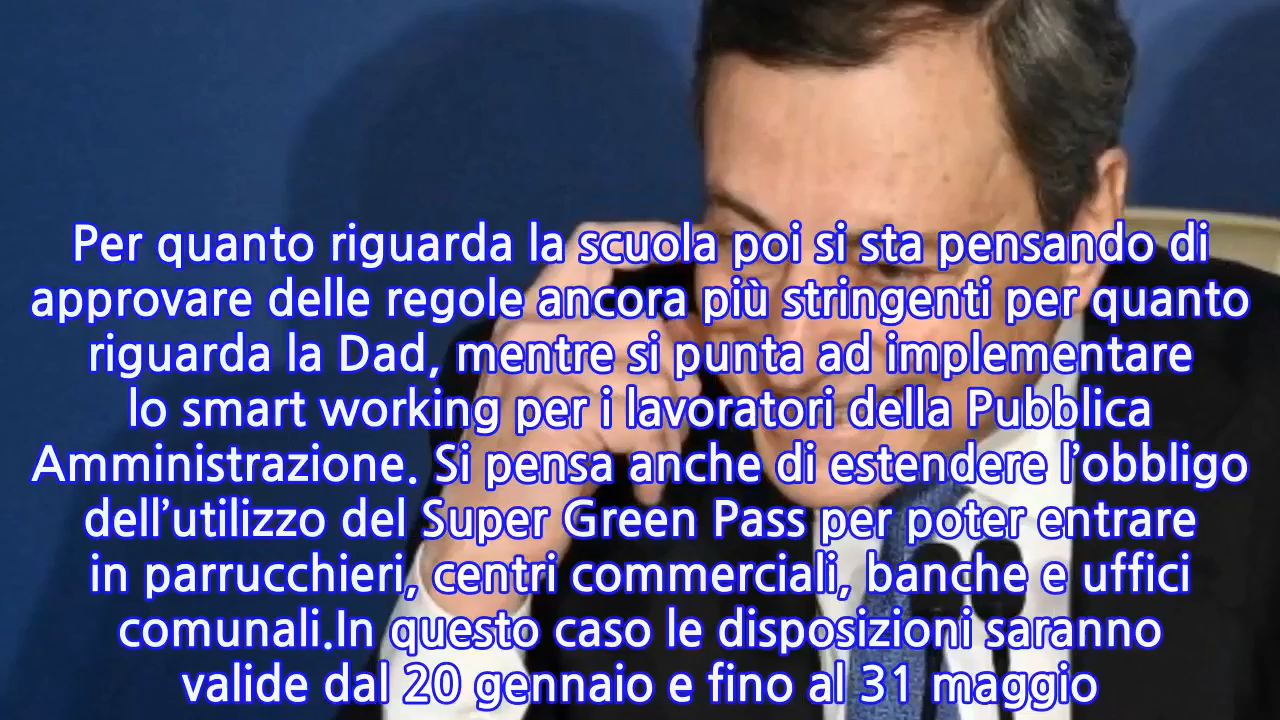 Per quanto riguarda la scuola poi si sta pensando di
approvare delle regole ancora più stringenti per quanto
riguarda la Dad, mentre si punta ad implementare
lo smart working per i lavoratori della Pubblica
Amministrazione. Si pensa anche di estendere l’obbligo
dell’utilizzo del Super Green Pass per poter entrare
in parrucchieri, centri commerciali, banche e uffici
comunali.In questo caso le disposizioni saranno
valide dal 20 gennaio e fino al 31 maggio